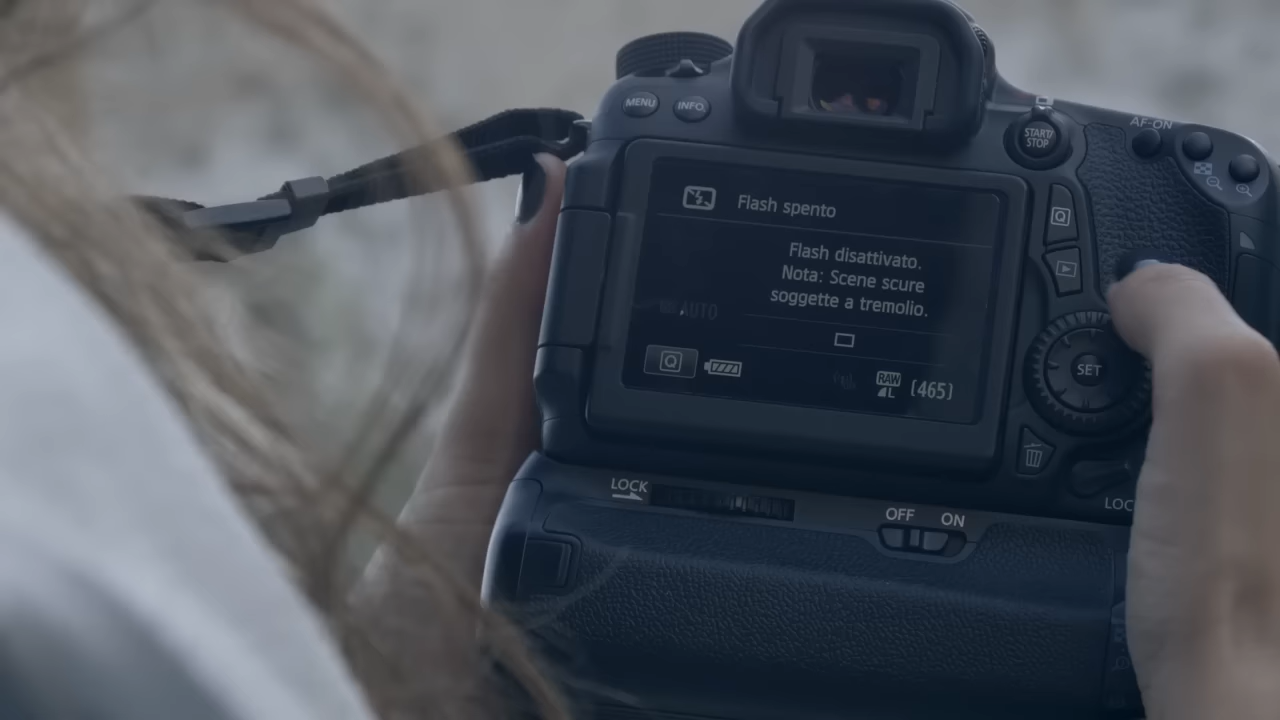 MENU
INFO.
START/
STOP
AF-ON
Q
Flash spento
Flash disattivato.
Nota: Scene scure
soggette a tremolio.
AUTO
SET
Q
RAW
L
[465]
LOCK
OFF ON
LOC